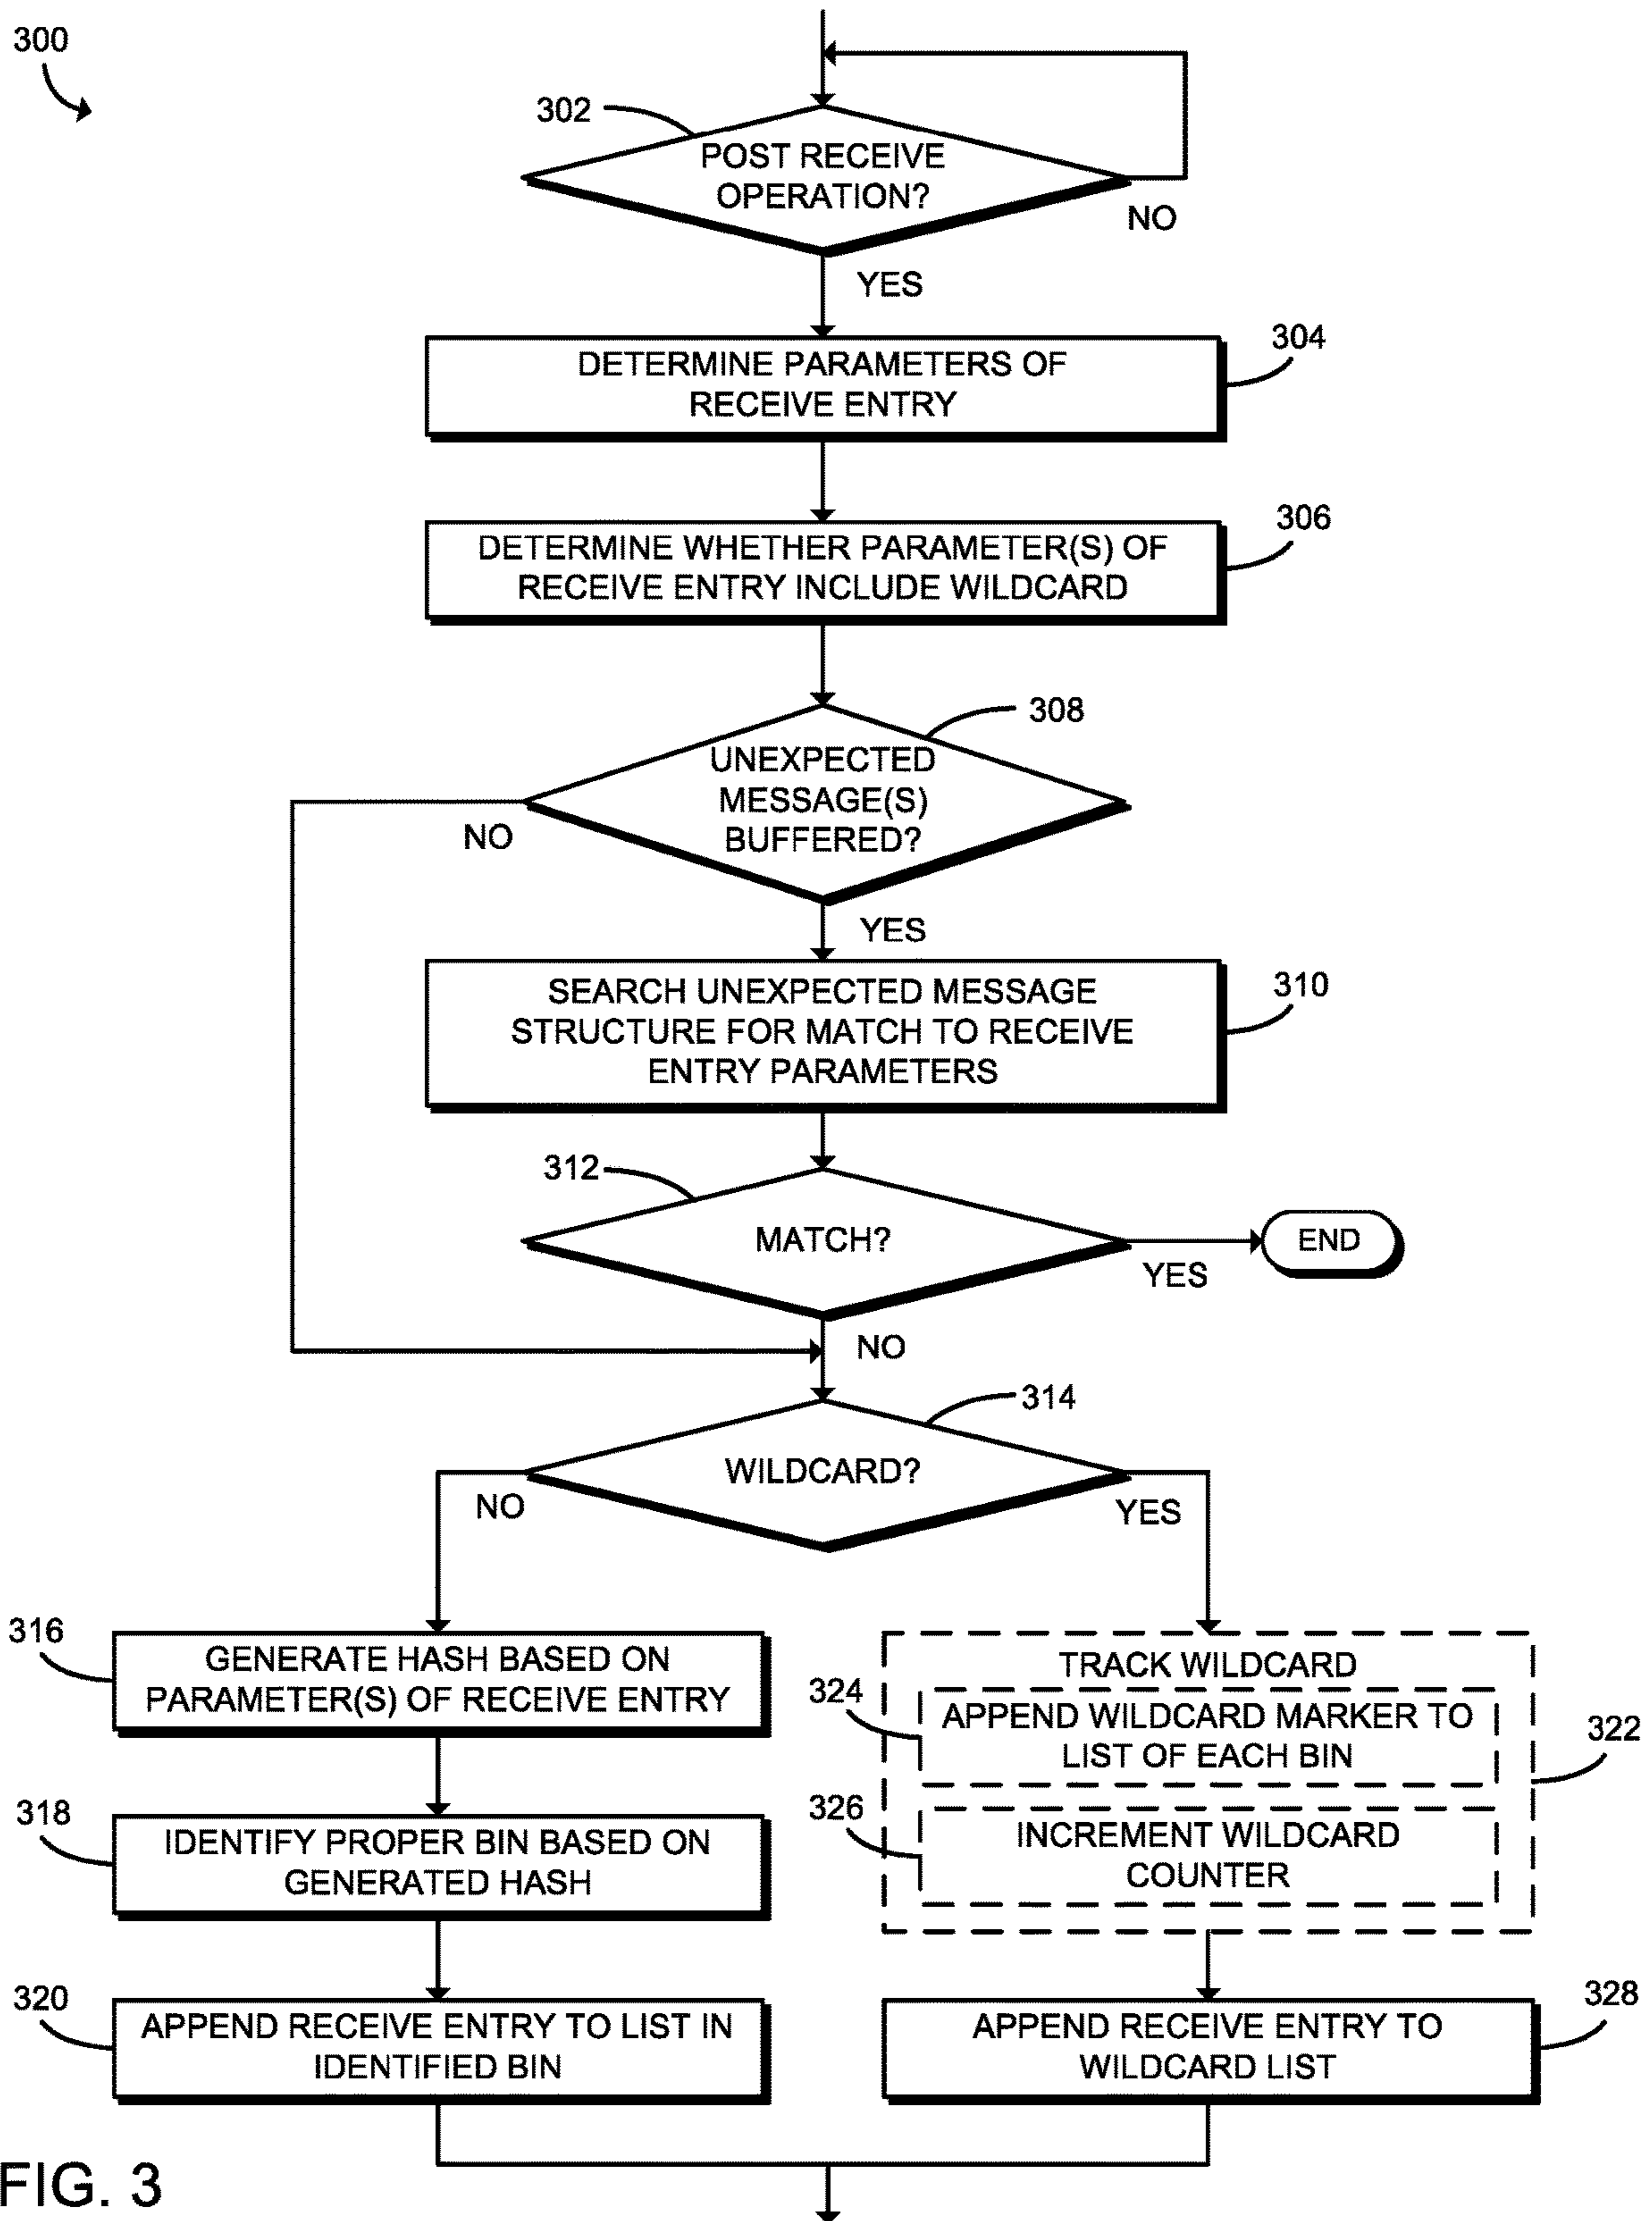 300
302
POST RECEIVE
OPERATION?
NO
YES
304
DETERMINE PARAMETERS OF
RECEIVE ENTRY
306
DETERMINE WHETHER PARAMETER(S) OF
RECEIVE ENTRY INCLUDE WILDCARD
308
UNEXPECTED
MESSAGE(S)
BUFFERED?
NO
YES
310
SEARCH UNEXPECTED MESSAGE
STRUCTURE FOR MATCH TO RECEIVE
ENTRY PARAMETERS
312
MATCH?
YES
END
NO
314
WILDCARD?
NO
YES
316
GENERATE HASH BASED ON
PARAMETER(S) OF RECEIVE ENTRY
318
IDENTIFY PROPER BIN BASED ON
GENERATED HASH
320
APPEND RECEIVE ENTRY TO LIST IN
IDENTIFIED BIN
TRACK WILDCARD
322
324
APPEND WILDCARD MARKER TO
LIST OF EACH BIN
326
INCREMENT WILDCARD
COUNTER
328
APPEND RECEIVE ENTRY TO
WILDCARD LIST
FIG. 3